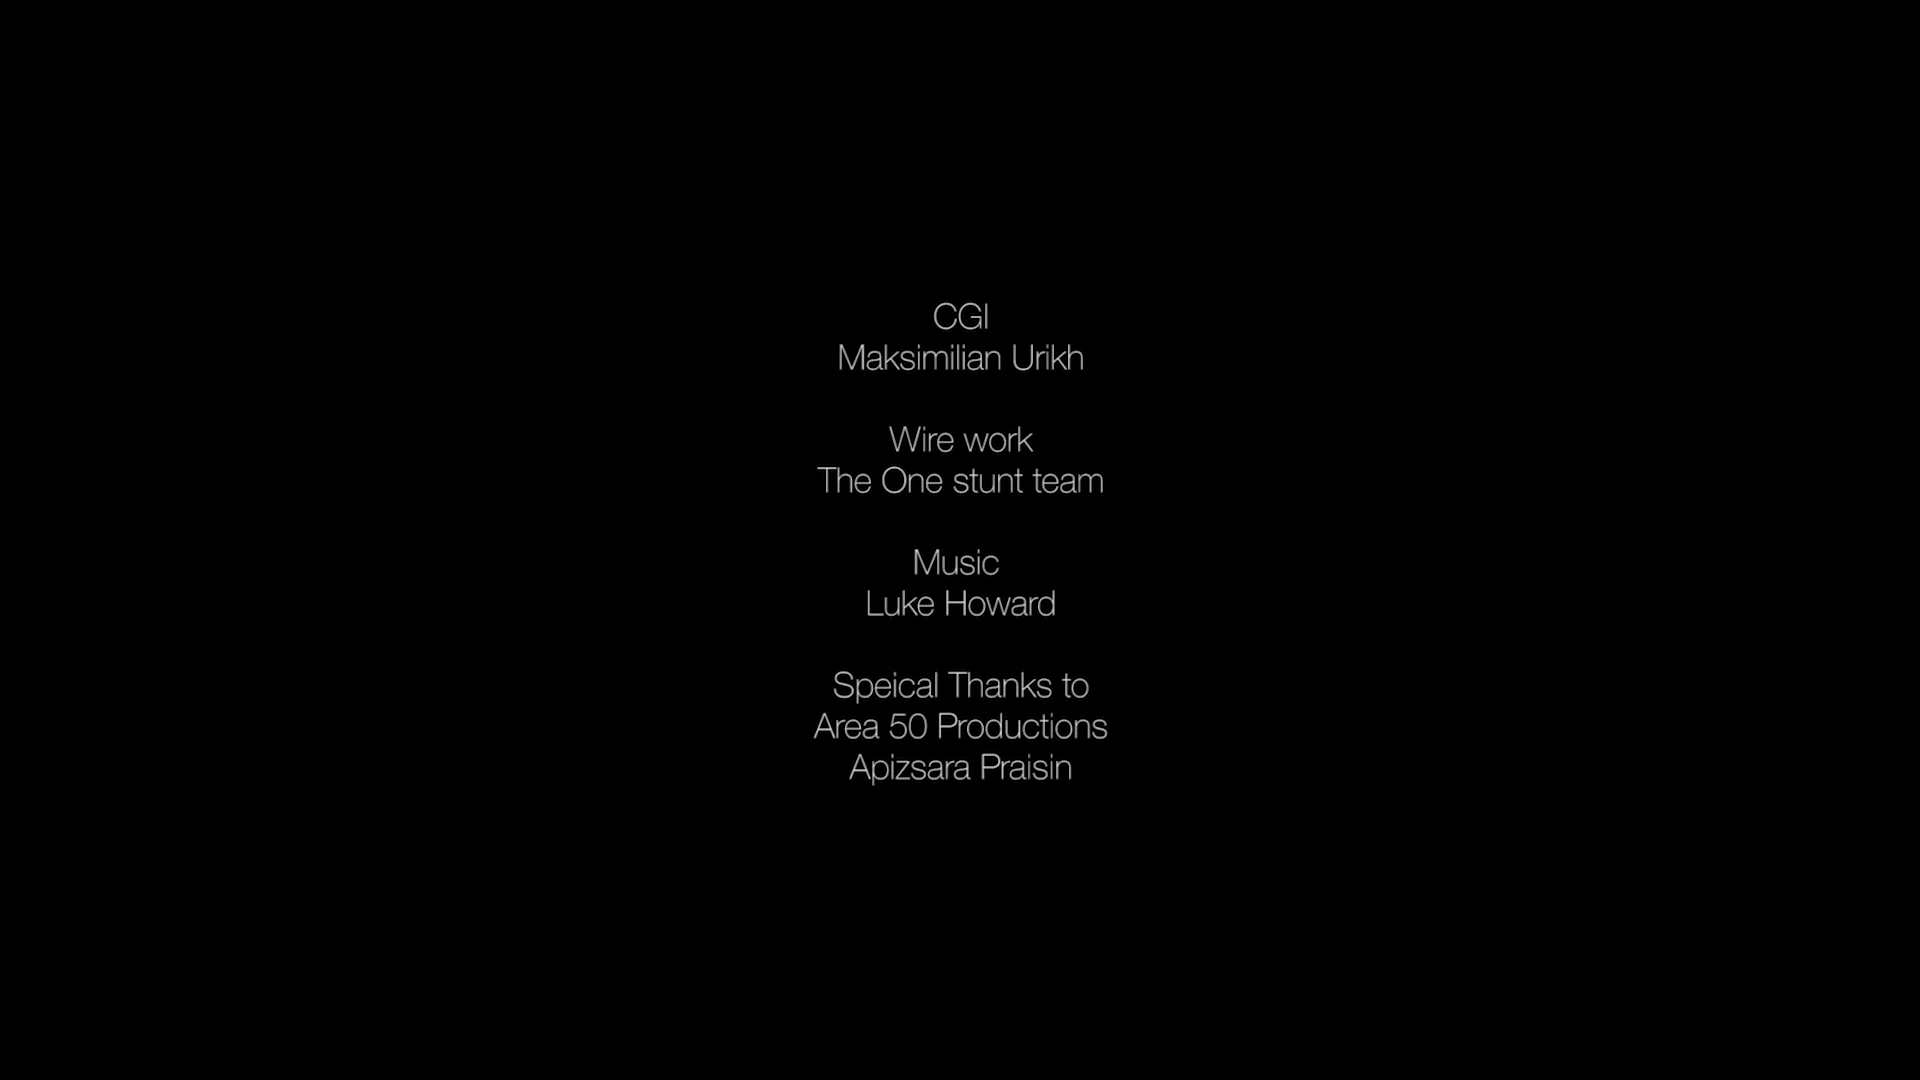 CGI
Maksimilian Urikh
Wire work
The One stunt team
Music
Luke Howard
Speical Thanks to
Area 50 Productions
Apizsara Praisin